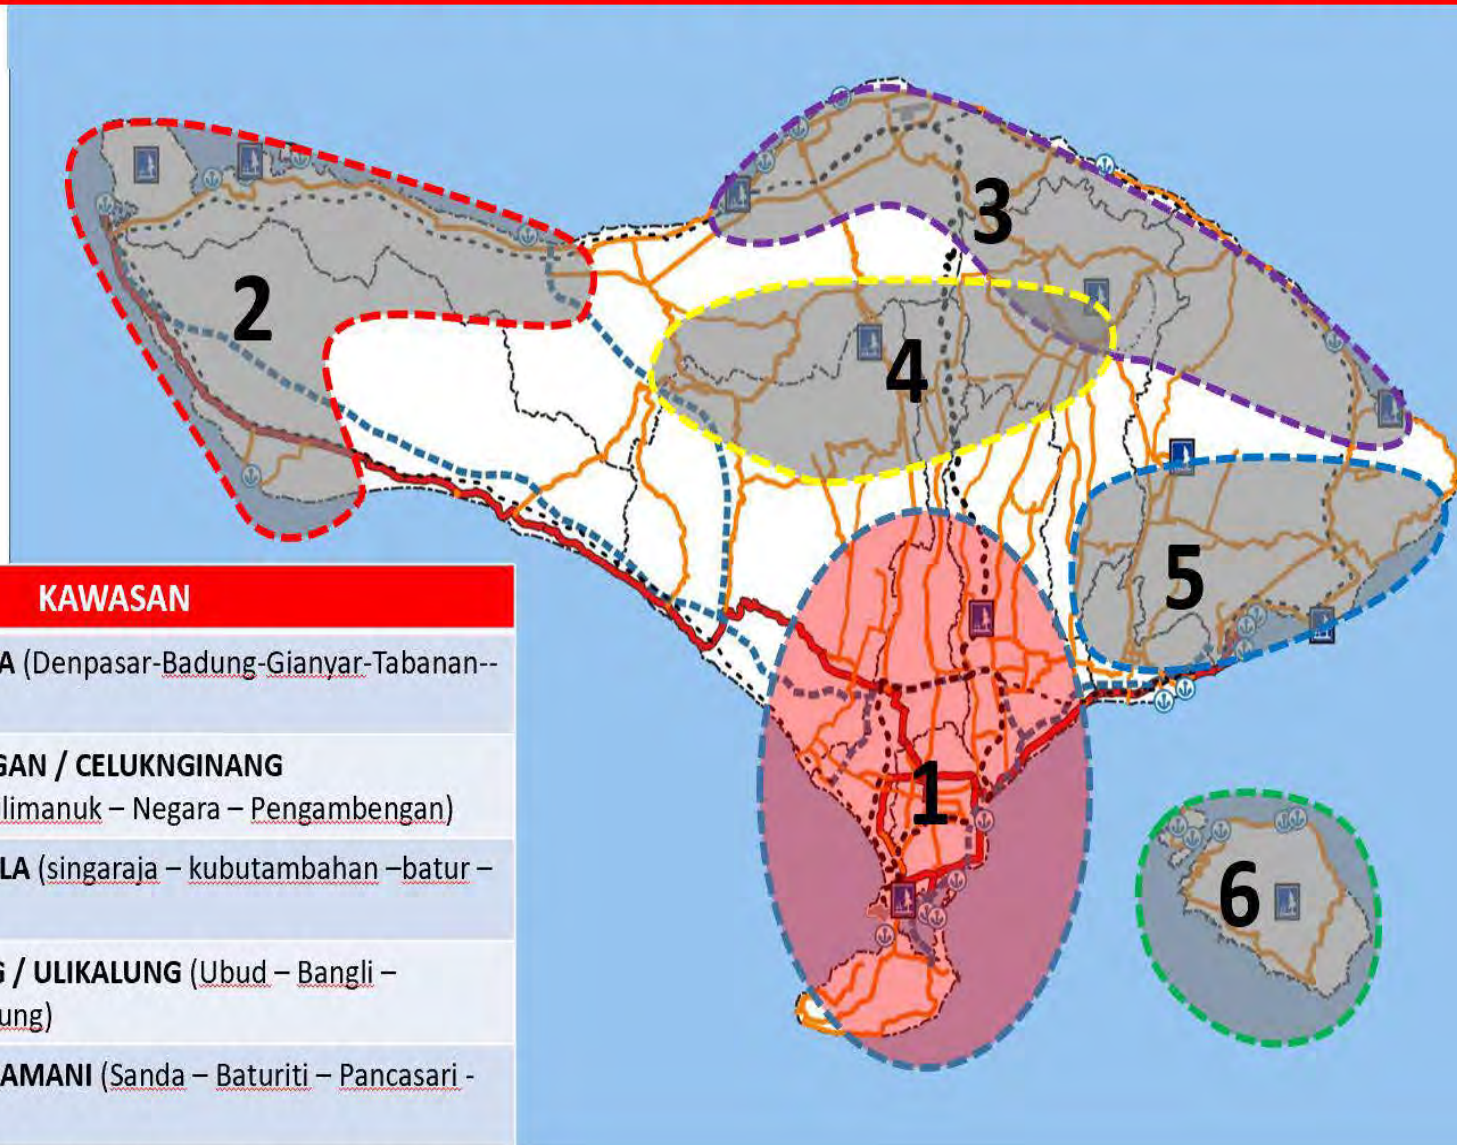 KAWASAN
A (Denpasar-Badung-Gianyar-Tabanan--
GAN / CELUKNGINANG
ilimanuk – Negara – Pengambengan)
LA (singaraja – kubutambahan –batur –
G / ULIKALUNG (Ubud – Bangli –
ung)
AMANI (Sanda – Baturiti – Pancasari -
2
3
4
5
1
6